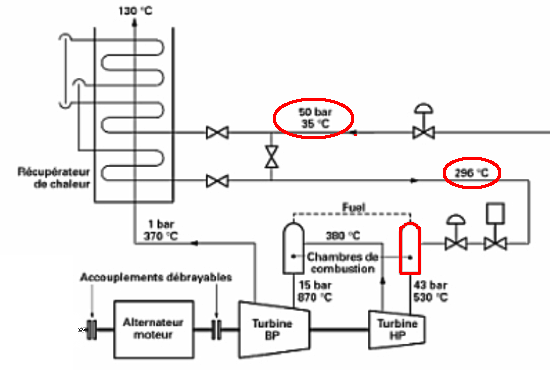 130 °C
50 bar
35 °C
Récupérateur
de chaleur
296 °C
Fuel
1 bar
370 °C
380 °C
Chambres de
combustion
15 bar
870 °C
43 bar
530 °C
Accouplements débrayables
Alternateur
moteur
Turbine
BP
Turbine
HP